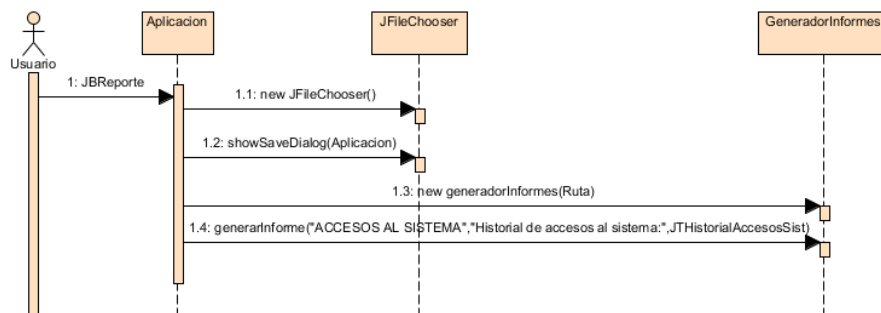 Aplicacion
JFileChooser
GeneradorInformes
Usuario
1: JBReporte
1.1: new JFileChooser()
1.2: showSaveDialog(Aplicacion)
1.3: new generadorInformes(Ruta)
1.4: generarInforme("ACCESOS AL SISTEMA","Historial de accesos al sistema:",JTHistorialAccesosSist)